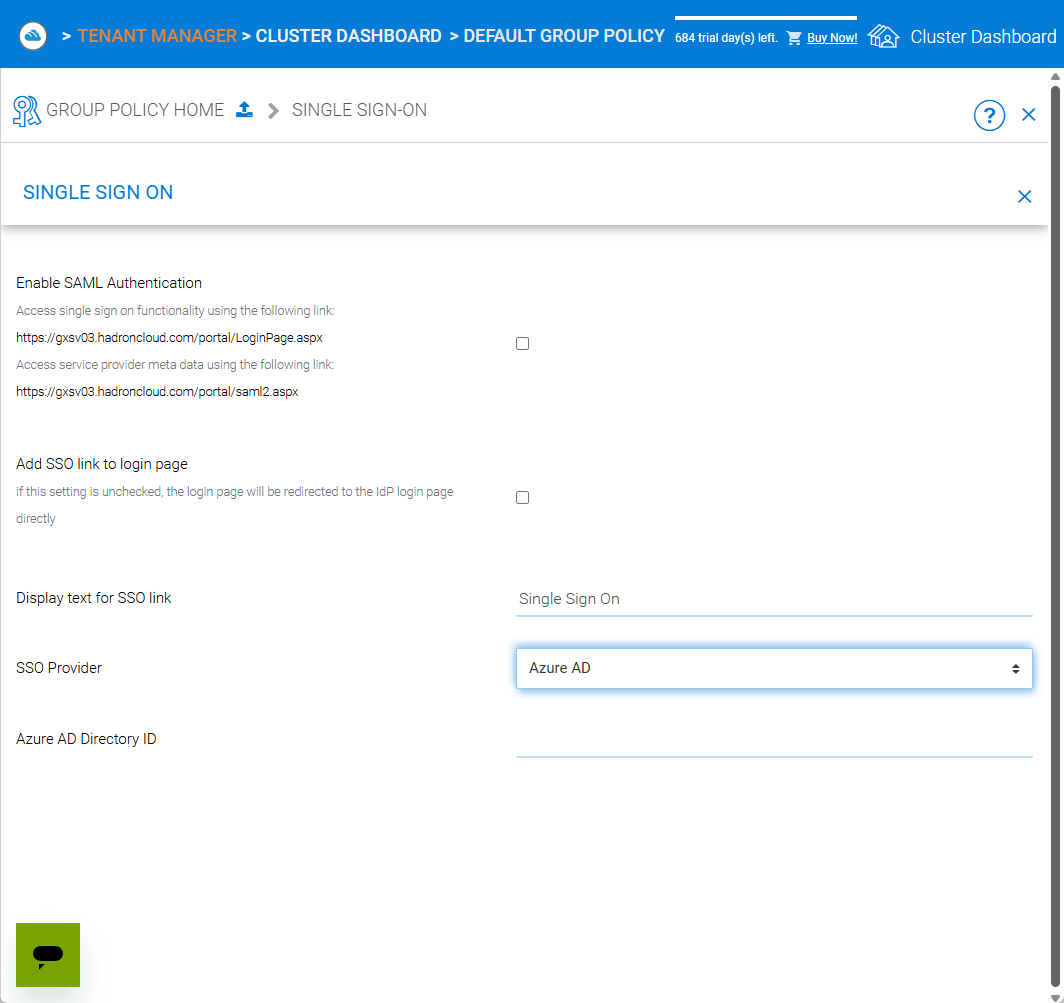 > TENANT MANAGER > CLUSTER DASHBOARD > DEFAULT GROUP POLICY 684 trial day(s) left. Buy Now! Cluster Dashboard
GROUP POLICY HOME SINGLE SIGN-ON ?
SINGLE SIGN ON
Enable SAML Authentication
Access single sign on functionality using the following link:
https://gxsv03.hadroncloud.com/portal/LoginPage.aspx
Access service provider meta data using the following link:
https://gxsv03.hadroncloud.com/portal/saml2.aspx
Add SSO link to login page
if this setting is unchecked, the login page will be redirected to the IdP login page
directly
Display text for SSO link Single Sign On
SSO Provider Azure AD
Azure AD Directory ID